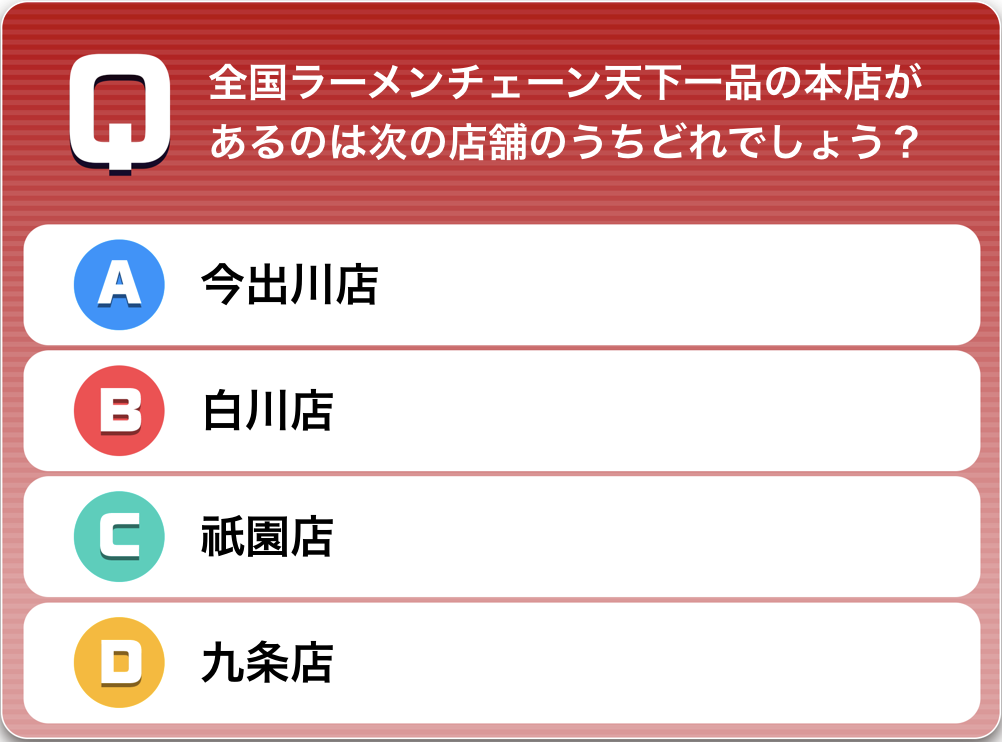 Q
全国ラーメンチェーン天下一品の本店が
あるのは次の店舗のうちどれでしょう？
A 今出川店
B 白川店
C 祇園店
D 九条店